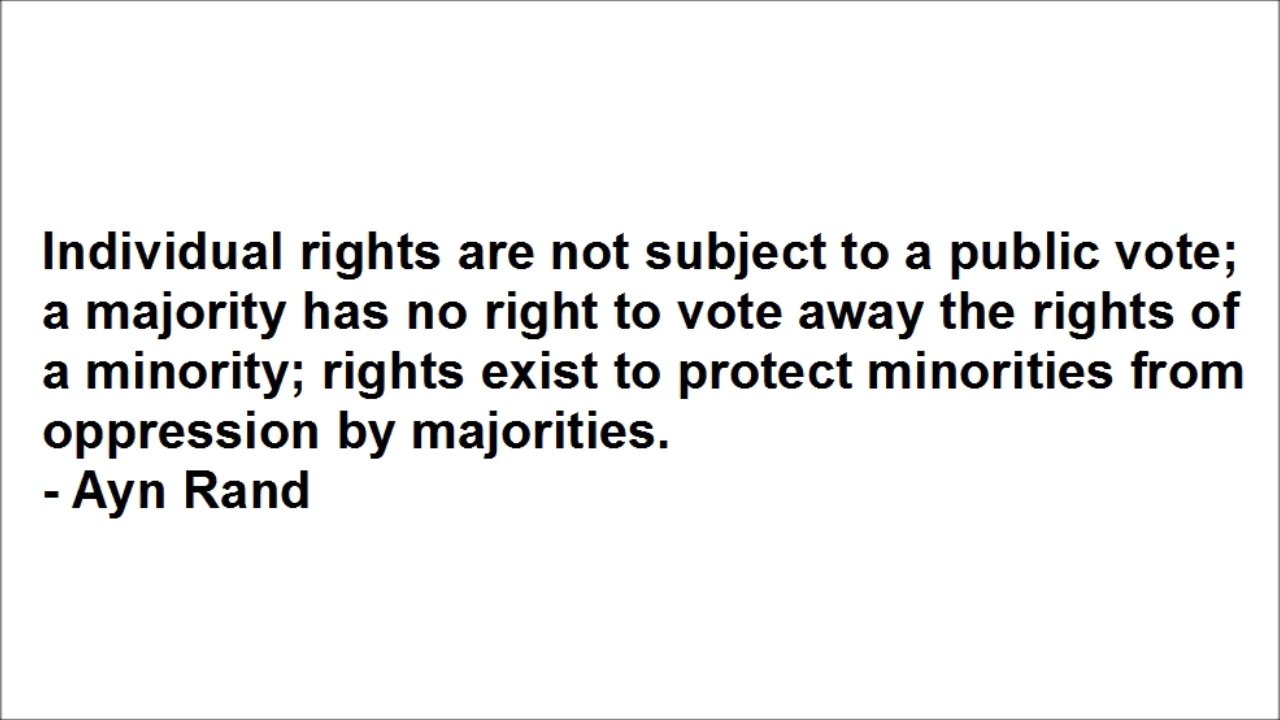 Individual rights are not subject to a public vote;
a majority has no right to vote away the rights of
a minority; rights exist to protect minorities from
oppression by majorities.
- Ayn Rand